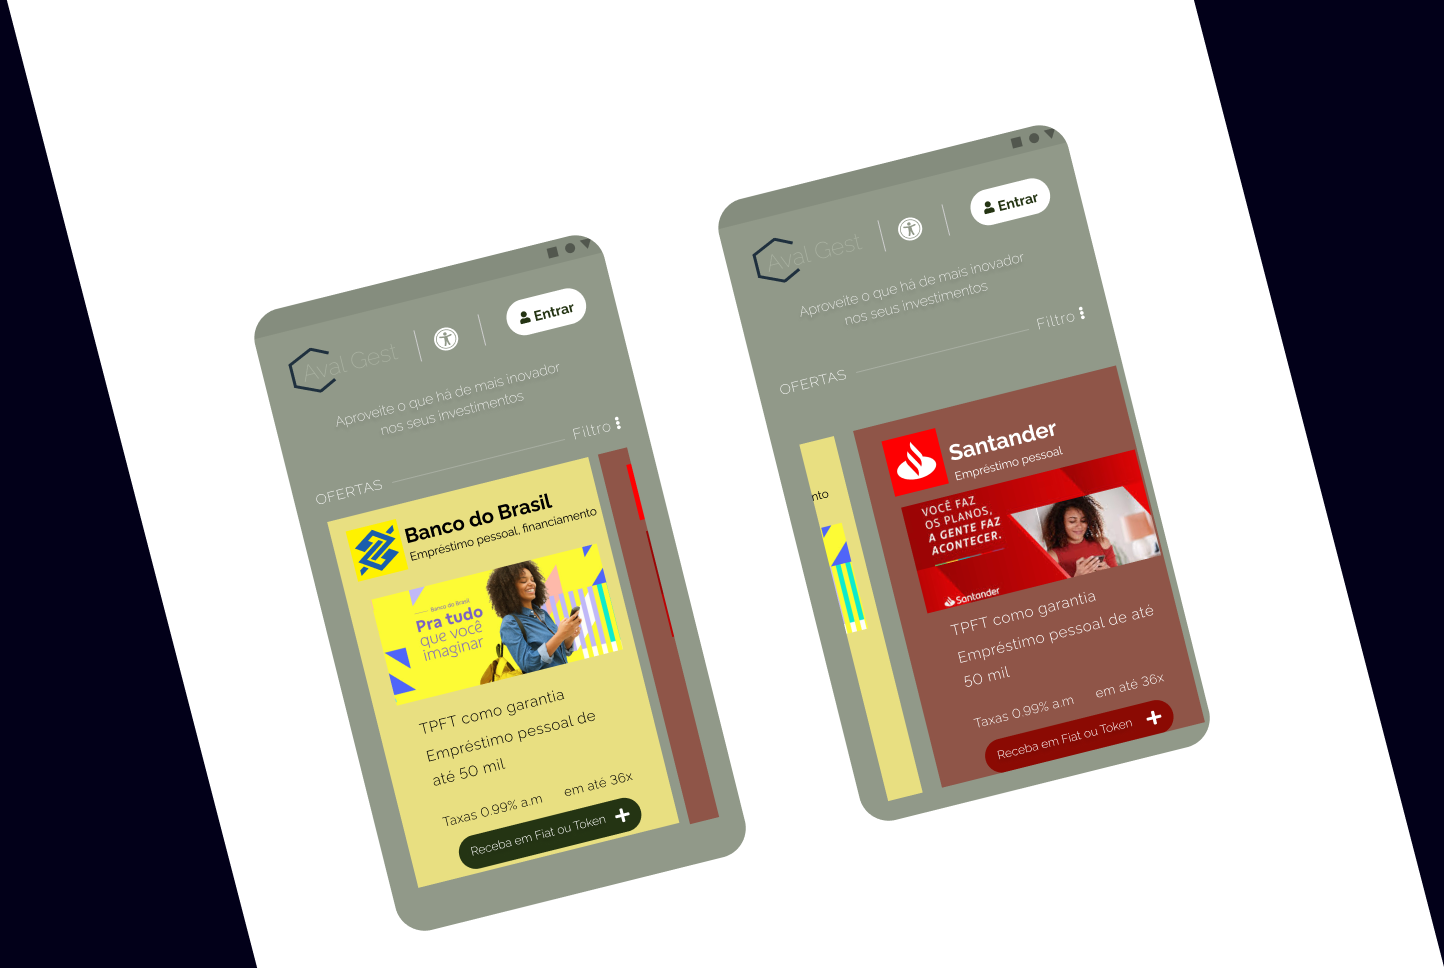 Aval Gest
Entrar
Aproveite o que há de mais inovador
nos seus investimentos
Filtro
OFERTAS
Banco do Brasil
Empréstimo pessoal, financiamento
Banco do Brasil
Pra tudo
que você
imaginar
TPFT como garantia
Empréstimo pessoal de
até 50 mil
Taxas 0.99% a.m
em até 36x
Receba em Fiat ou Token
Aval Gest
Entrar
Aproveite o que há de mais inovador
nos seus investimentos
Filtro
OFERTAS
nto
Santander
Empréstimo pessoal
VOCÊ FAZ
OS PLANOS,
A GENTE FAZ
ACONTECER.
Santander
TPFT como garantia
Empréstimo pessoal de até
50 mil
Taxas 0.99% a.m
em até 36x
Receba em Fiat ou Token